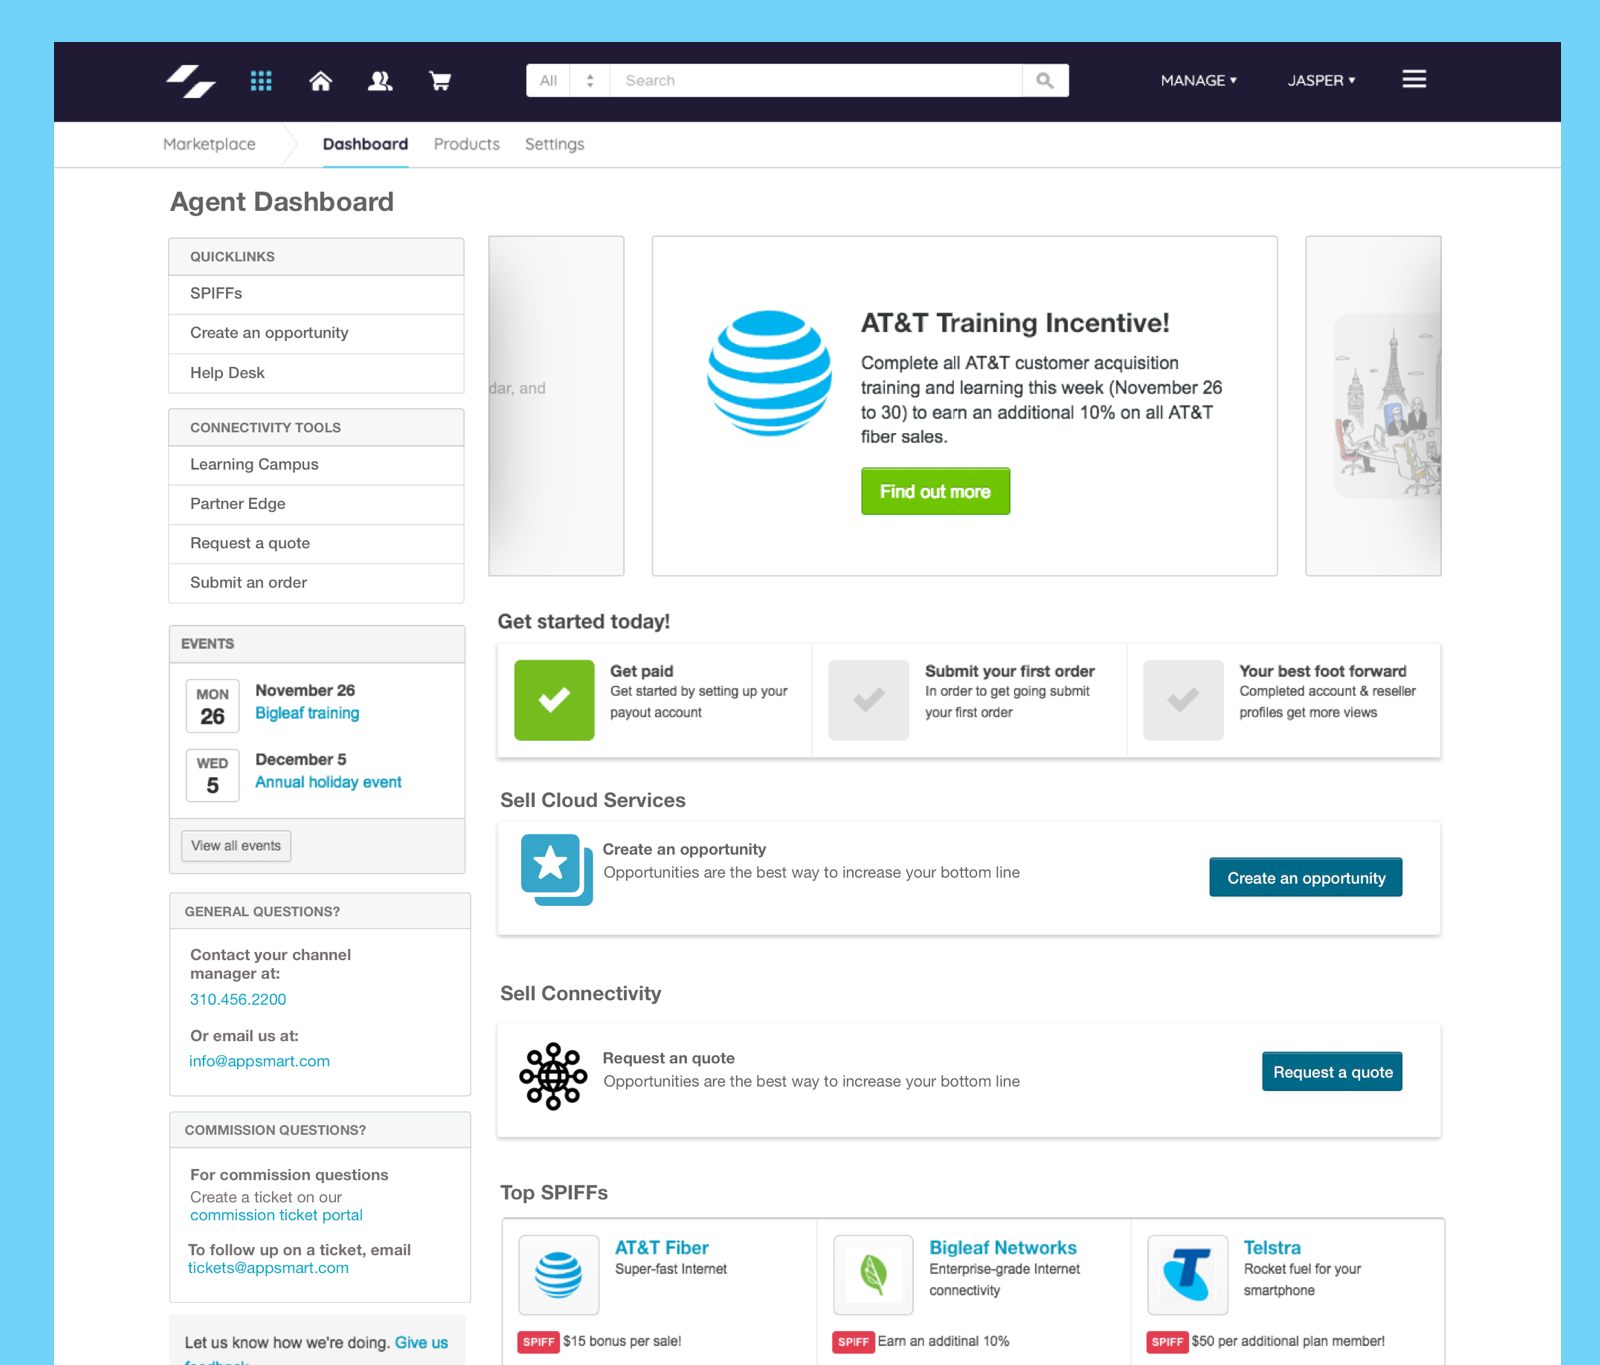 All
Search
MANAGE ▾
JASPER ▾
Marketplace
Dashboard
Products
Settings
Agent Dashboard
QUICKLINKS
SPIFFs
Create an opportunity
Help Desk
CONNECTIVITY TOOLS
Learning Campus
Partner Edge
Request a quote
Submit an order
EVENTS
MON
26
November 26
Bigleaf training
WED
5
December 5
Annual holiday event
View all events
GENERAL QUESTIONS?
Contact your channel
manager at:
310.456.2200
Or email us at:
info@appsmart.com
COMMISSION QUESTIONS?
For commission questions
Create a ticket on our
commission ticket portal
To follow up on a ticket, email
tickets@appsmart.com
Let us know how we're doing. Give us
feedback
dar, and
AT&T Training Incentive!
Complete all AT&T customer acquisition
training and learning this week (November 26
to 30) to earn an additional 10% on all AT&T
fiber sales.
Find out more
Get started today!
Get paid
Get started by setting up your
payout account
Submit your first order
In order to get going submit
your first order
Your best foot forward
Completed account & reseller
profiles get more views
Sell Cloud Services
Create an opportunity
Opportunities are the best way to increase your bottom line
Create an opportunity
Sell Connectivity
Request an quote
Opportunities are the best way to increase your bottom line
Request a quote
Top SPIFFs
AT&T Fiber
Super-fast Internet
SPIFF $15 bonus per sale!
Bigleaf Networks
Enterprise-grade Internet
connectivity
SPIFF Earn an additinal 10%
Telstra
Rocket fuel for your
smartphone
SPIFF $50 per additional plan member!